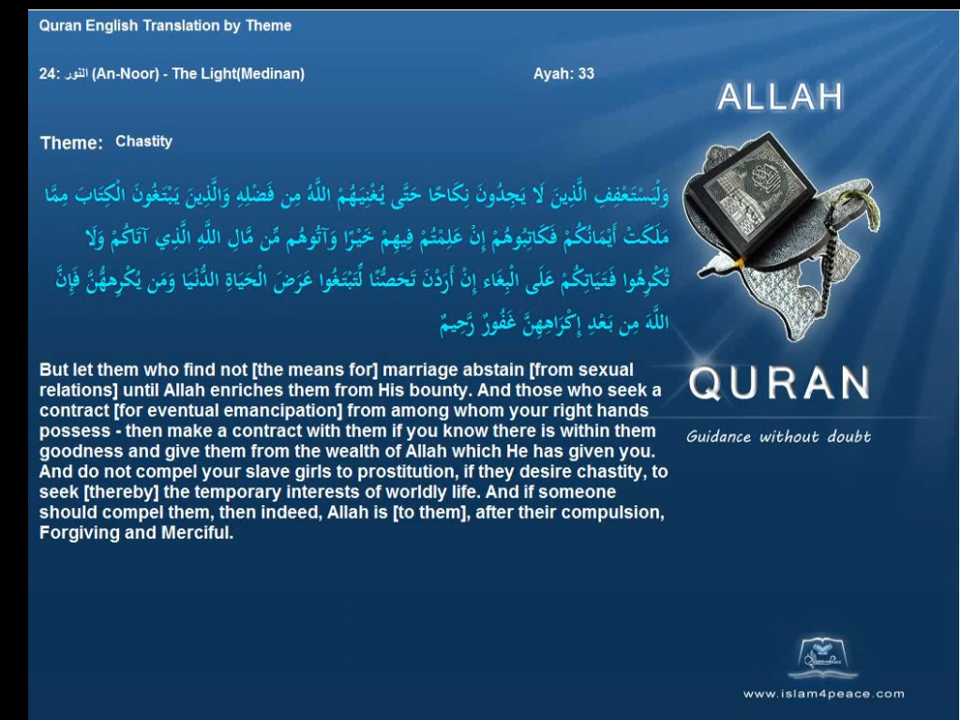 Quran English Translation by Theme
24: النور (An-Noor) - The Light(Medinan) Ayah: 33
ALLAH
Theme: Chastity
وَلْيَسْتَعْفِفِ الَّذِينَ لَا يَجِدُونَ نِكَاحًا حَتَّى يُغْنِيَهُمْ اللَّهُ مِن فَضْلِهِ وَالَّذِينَ يَبْتَغُونَ الْكِتَابَ مِمَّا
مَلَكَتْ أَيْمَانُكُمْ فَكَاتِبُوهُمْ إِنْ عَلِمْتُمْ فِيهِمْ خَيْرًا وَآتُوهُم مِّن مَّالِ اللَّهِ الَّذِي آتَاكُمْ وَلَا
تُكْرِهُوا فَتَيَاتِكُمْ عَلَى الْبِغَاء إِنْ أَرَدْنَ تَحَصُّنًا لِّتَبْتَغُوا عَرَضَ الْحَيَاةِ الدُّنْيَا وَمَن يُكْرِههُّنَّ فَإِنَّ
اللَّهَ مِن بَعْدِ إِكْرَاهِهِنَّ غَفُورٌ رَّحِيمٌ
But let them who find not [the means for] marriage abstain [from sexual
relations] until Allah enriches them from His bounty. And those who seek a
contract [for eventual emancipation] from among whom your right hands
possess - then make a contract with them if you know there is within them
goodness and give them from the wealth of Allah which He has given you.
And do not compel your slave girls to prostitution, if they desire chastity, to
seek [thereby] the temporary interests of worldly life. And if someone
should compel them, then indeed, Allah is [to them], after their compulsion,
Forgiving and Merciful.
QURAN
Guidance without doubt
www.islam4peace.com